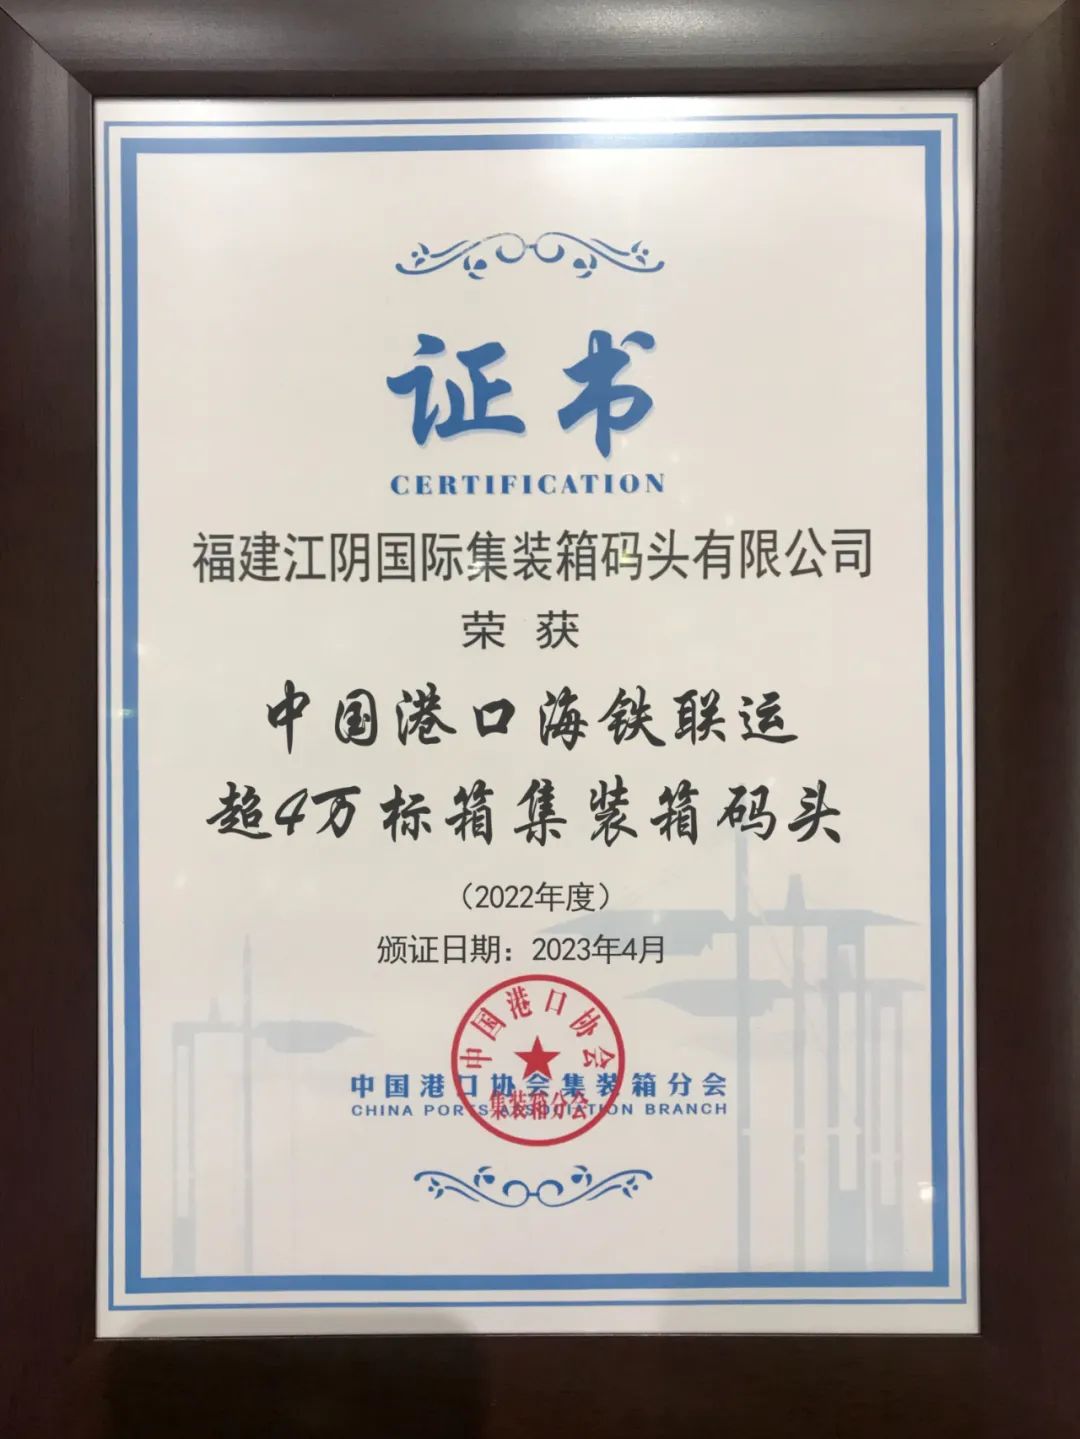 证书
CERTIFICATION
福建江阴国际集装箱码头有限公司
荣 获
中国港口海铁联运
超4万标箱集装箱码头
（2022年度）
颁证日期：2023年4月
中国港口协会
集装箱分会
中国港口协会集装箱分会
CHINA PORTS ASSOCIATION BRANCH